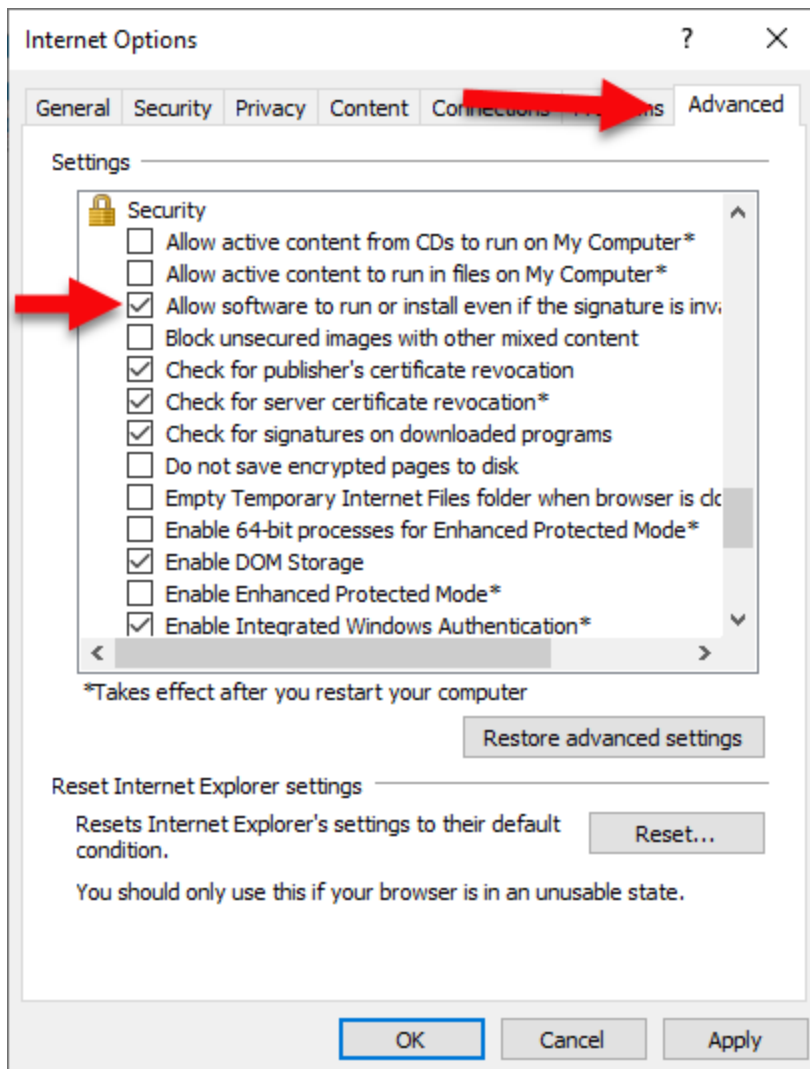 Internet Options
General Security Privacy Content Connections Programs Advanced
Settings
Security
Allow active content from CDs to run on My Computer*
Allow active content to run in files on My Computer*
Allow software to run or install even if the signature is inva
Block unsecured images with other mixed content
Check for publisher's certificate revocation
Check for server certificate revocation*
Check for signatures on downloaded programs
Do not save encrypted pages to disk
Empty Temporary Internet Files folder when browser is clo
Enable 64-bit processes for Enhanced Protected Mode*
Enable DOM Storage
Enable Enhanced Protected Mode*
Enable Integrated Windows Authentication*
*Takes effect after you restart your computer
Restore advanced settings
Reset Internet Explorer settings
Resets Internet Explorer's settings to their default
condition.
Reset...
You should only use this if your browser is in an unusable state.
OK Cancel Apply